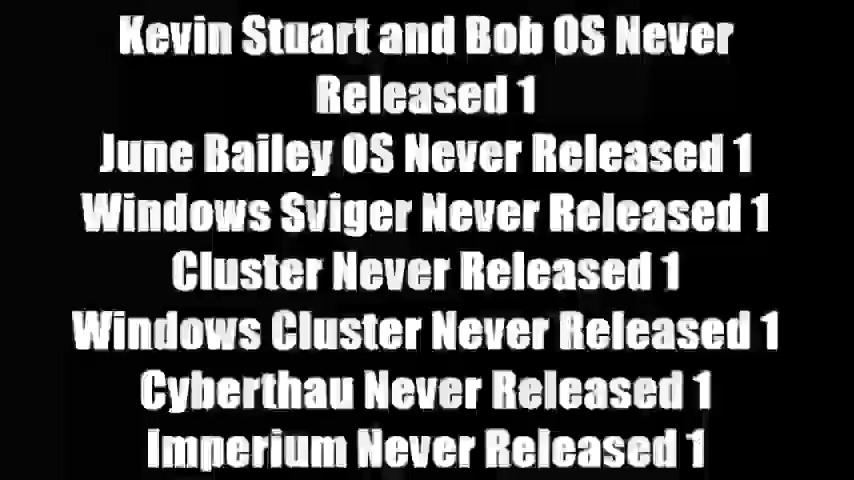 Kevin Stuart and Bob OS Never
Released 1
June Bailey OS Never Released 1
Windows Sviger Never Released 1
Cluster Never Released 1
Windows Cluster Never Released 1
Cyberthau Never Released 1
Imperium Never Released 1